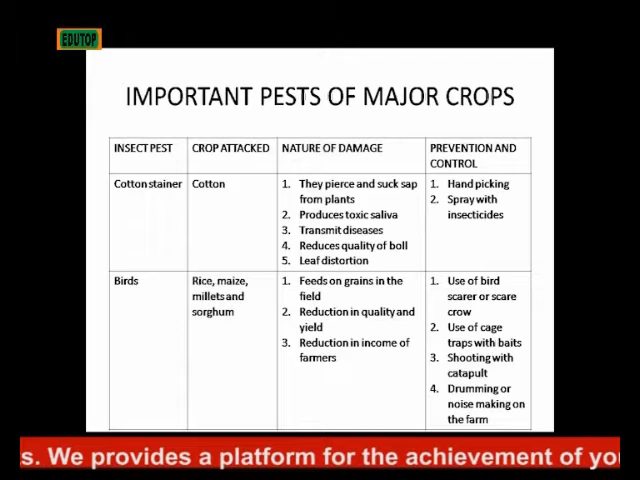 EDUTOP
IMPORTANT PESTS OF MAJOR CROPS
INSECT PEST
CROP ATTACKED
NATURE OF DAMAGE
PREVENTION AND
CONTROL
Cotton stainer
Cotton
1. They pierce and suck sap
from plants
2. Produces toxic saliva
3. Transmit diseases
4. Reduces quality of boll
5. Leaf distortion
1. Hand picking
2. Spray with
insecticides
Birds
Rice, maize,
millets and
sorghum
1. Feeds on grains in the
field
2. Reduction in quality and
yield
3. Reduction in income of
farmers
1. Use of bird
scarer or scare
crow
2. Use of cage
traps with baits
3. Shooting with
catapult
4. Drumming or
noise making on
the farm
s. We provides a platform for the achievement of you